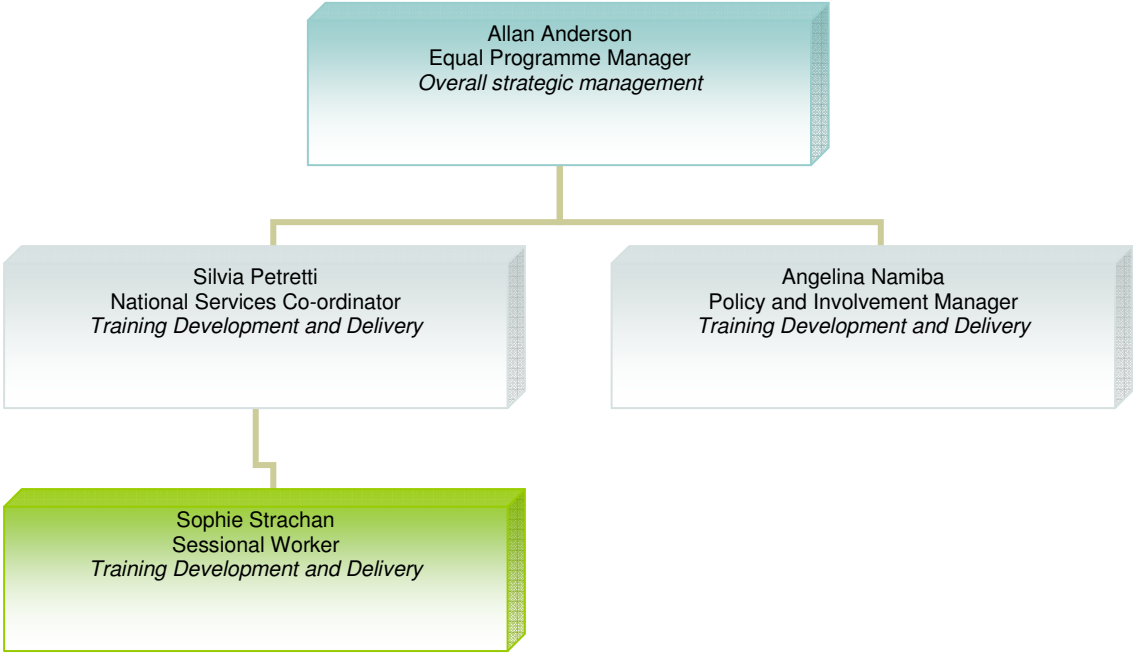 Allan Anderson
Equal Programme Manager
Overall strategic management
Silvia Petretti
National Services Co-ordinator
Training Development and Delivery
Angelina Namiba
Policy and Involvement Manager
Training Development and Delivery
Sophie Strachan
Sessional Worker
Training Development and Delivery